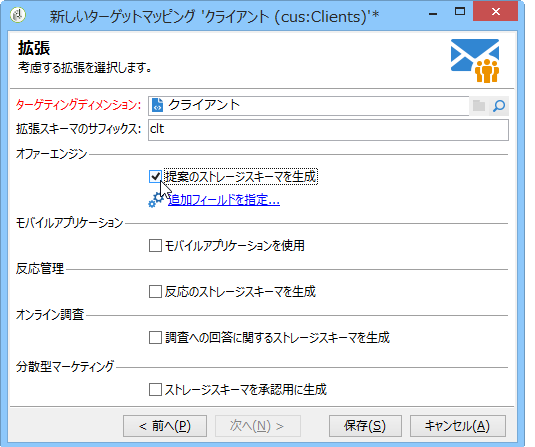 新しいターゲットマッピング 'クライアント (cus:Clients)'*
拡張
考慮する拡張を選択します。
ターゲティングディメンション: クライアント
拡張スキーマのサフィックス: clt
オファーエンジン
提案のストレージスキーマを生成
追加フィールドを指定...
モバイルアプリケーション
モバイルアプリケーションを使用
反応管理
反応のストレージスキーマを生成
オンライン調査
調査への回答に関するストレージスキーマを生成
分散型マーケティング
ストレージスキーマを承認用に生成
< 前へ(P) 次へ(N) > 保存(S) キャンセル(A)